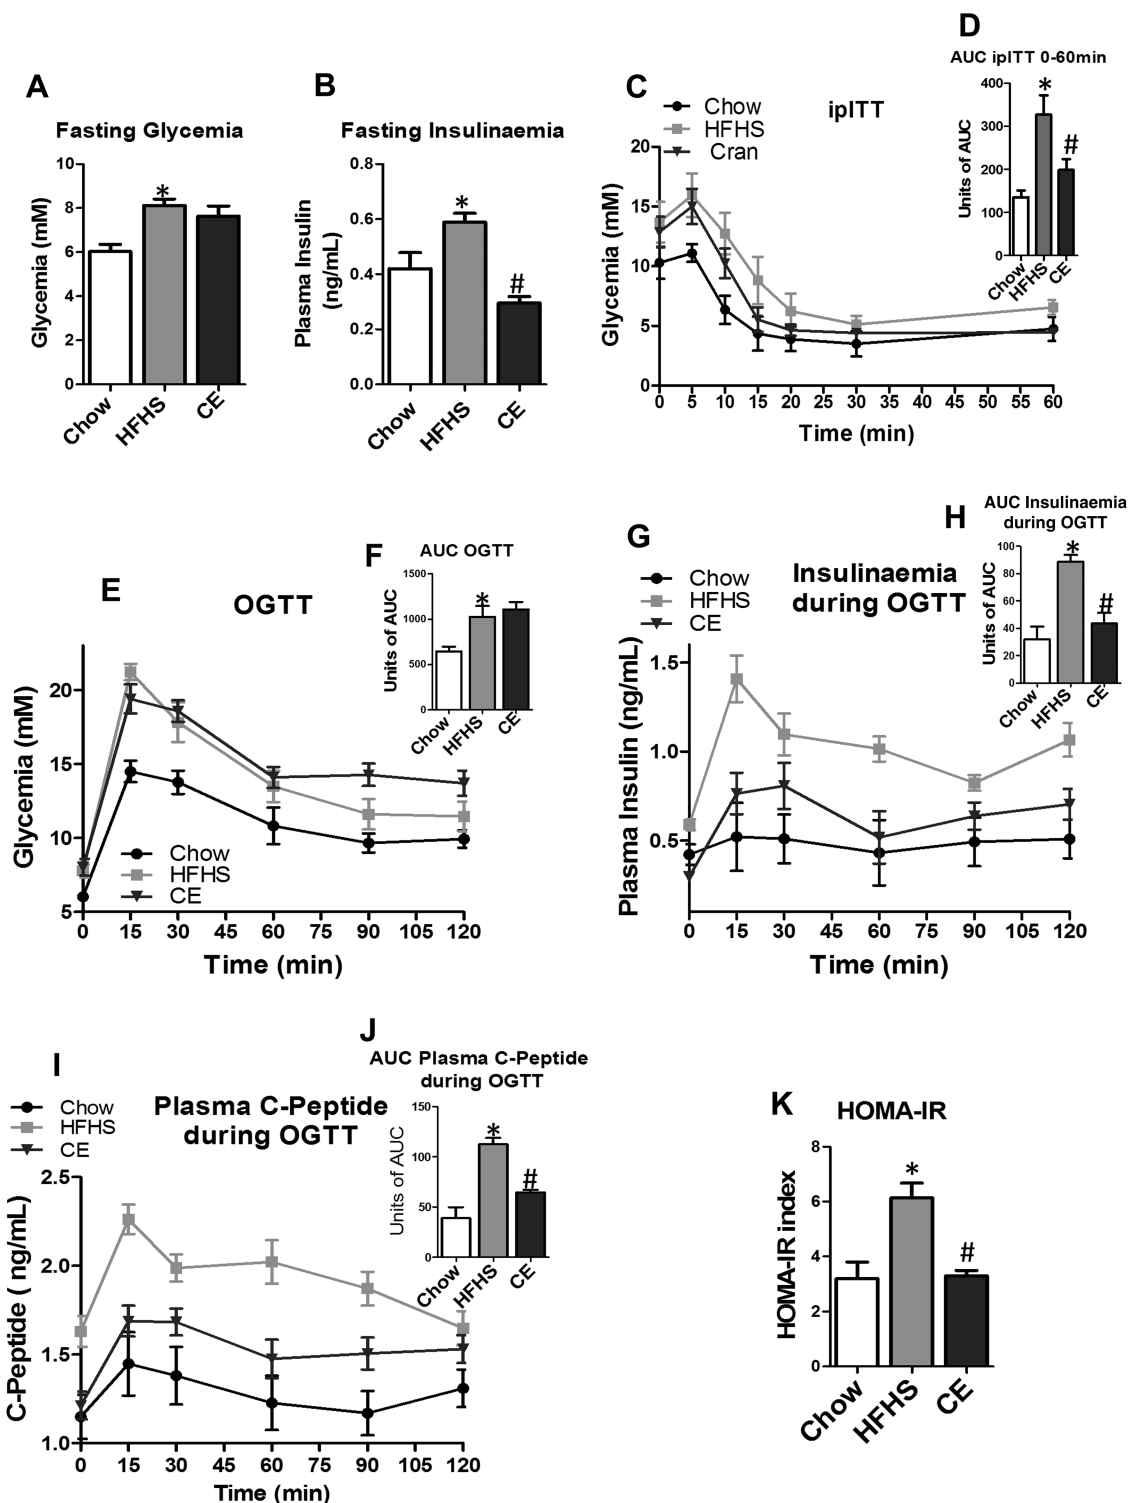 A
Fasting Glycemia
Glycemia (mM)
10
8
6
4
2
0
*
Chow
HFHS
CE
B
Fasting Insulinaemia
Plasma Insulin
(ng/mL)
0.8
0.6
0.4
0.2
0.0
*
#
Chow
HFHS
CE
C
ipITT
Chow
HFHS
Cran
Glycemia (mM)
20
15
10
5
0
0 5 10 15 20 25 30 35 40 45 50 55 60
Time (min)
D
AUC ipITT 0-60min
Units of AUC
400
300
200
100
0
*
#
Chow
HFHS
CE
E
OGTT
Glycemia (mM)
20
15
10
5
Chow
HFHS
CE
0 15 30 45 60 75 90 105 120
Time (min)
F
AUC OGTT
Units of AUC
1500
1000
500
0
*
Chow
HFHS
CE
G
Insulinaemia
during OGTT
Chow
HFHS
CE
Plasma Insulin (ng/mL)
1.5
1.0
0.5
0 15 30 45 60 75 90 105 120
Time (min)
H
AUC Insulinaemia
during OGTT
Units of AUC
100
80
60
40
20
0
*
#
Chow
HFHS
CE
I
Plasma C-Peptide
during OGTT
Chow
HFHS
CE
C-Peptide ( ng/mL)
2.5
2.0
1.5
1.0
0 15 30 45 60 75 90 105 120
Time (min)
J
AUC Plasma C-Peptide
during OGTT
Units of AUC
150
100
50
0
*
#
Chow
HFHS
CE
K
HOMA-IR
HOMA-IR index
8
6
4
2
0
*
#
Chow
HFHS
CE